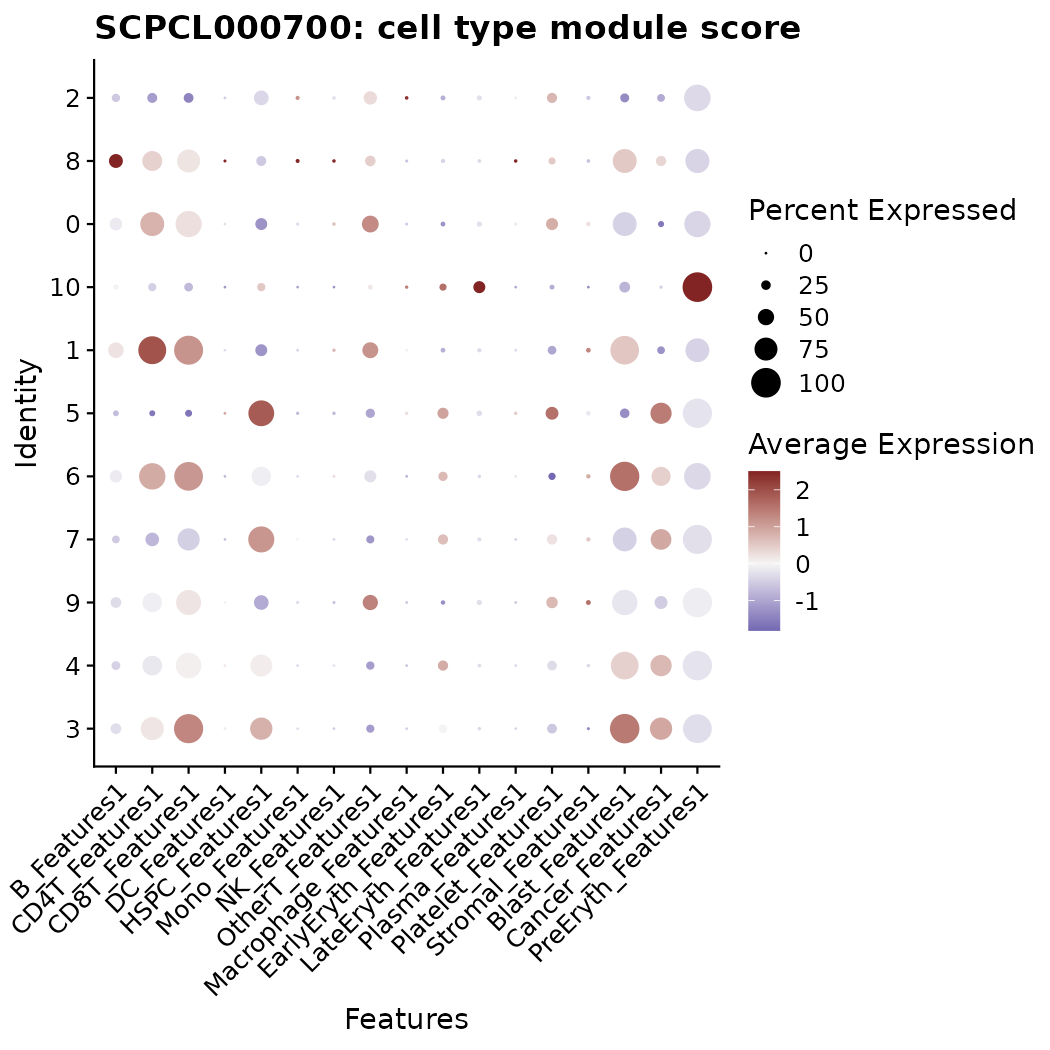 SCPCL000700: cell type module score
2
8
0
10
1
5
6
7
9
4
3
Identity
B_Features1
CD4T_Features1
CD8T_Features1
DC_Features1
HSPC_Features1
Mono_Features1
NK_Features1
OtherT_Features1
Macrophage_Features1
EarlyEryth_Features1
LateEryth_Features1
Plasma_Features1
Platelet_Features1
Stromal_Features1
Blast_Features1
Cancer_Features1
PreEryth_Features1
Features
Percent Expressed
0
25
50
75
100
Average Expression
2
1
0
-1